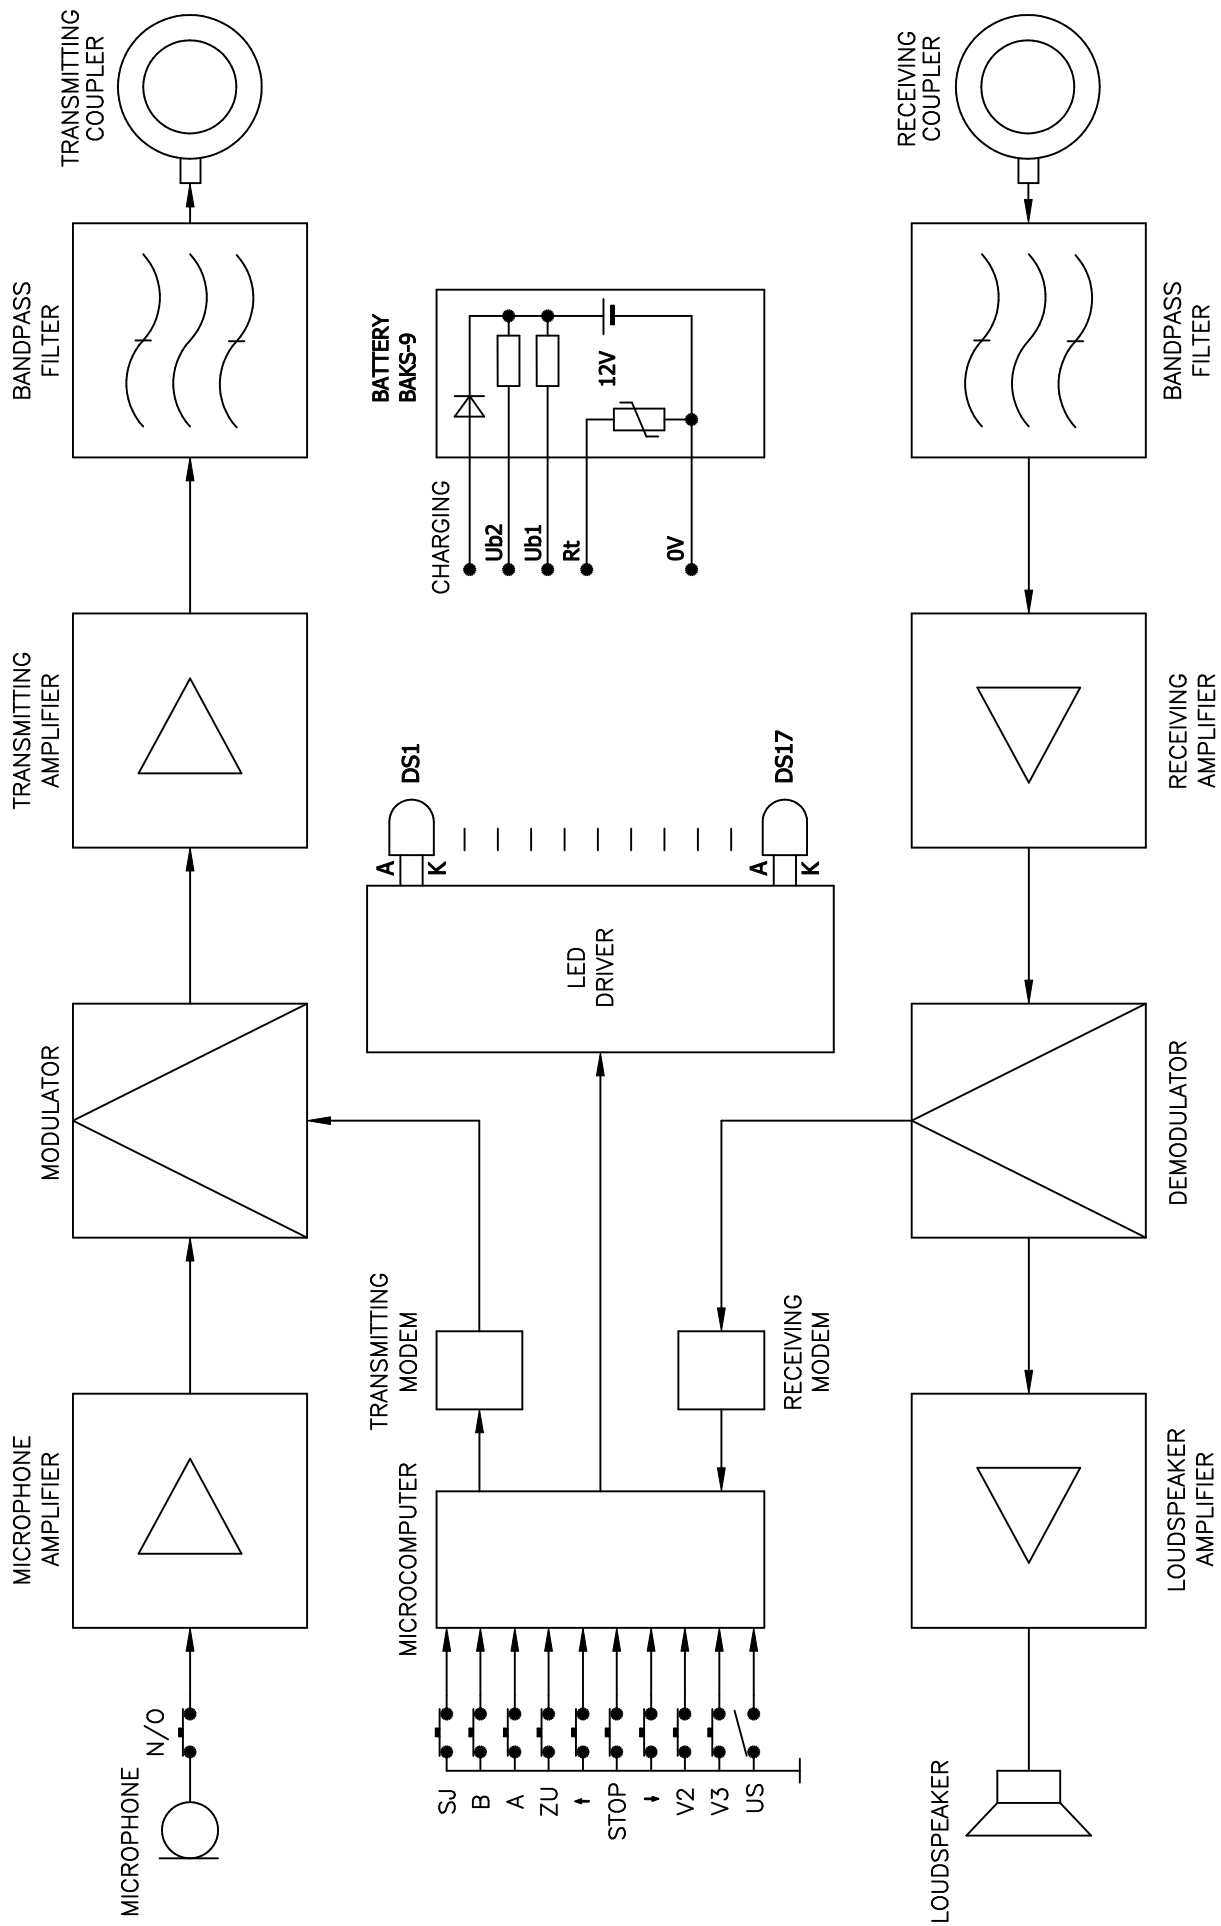 MICROPHONE
N/O
MICROPHONE
AMPLIFIER
MODULATOR
TRANSMITTING
AMPLIFIER
BANDPASS
FILTER
TRANSMITTING
COUPLER
SJ
B
A
ZU
↑
STOP
↓
V2
V3
US
MICROCOMPUTER
TRANSMITTING
MODEM
RECEIVING
MODEM
LED
DRIVER
A
K
DS1
A
K
DS17
CHARGING
Ub2
Ub1
Rt
0V
BATTERY
BAKS-9
12V
LOUDSPEAKER
LOUDSPEAKER
AMPLIFIER
DEMODULATOR
RECEIVING
AMPLIFIER
BANDPASS
FILTER
RECEIVING
COUPLER